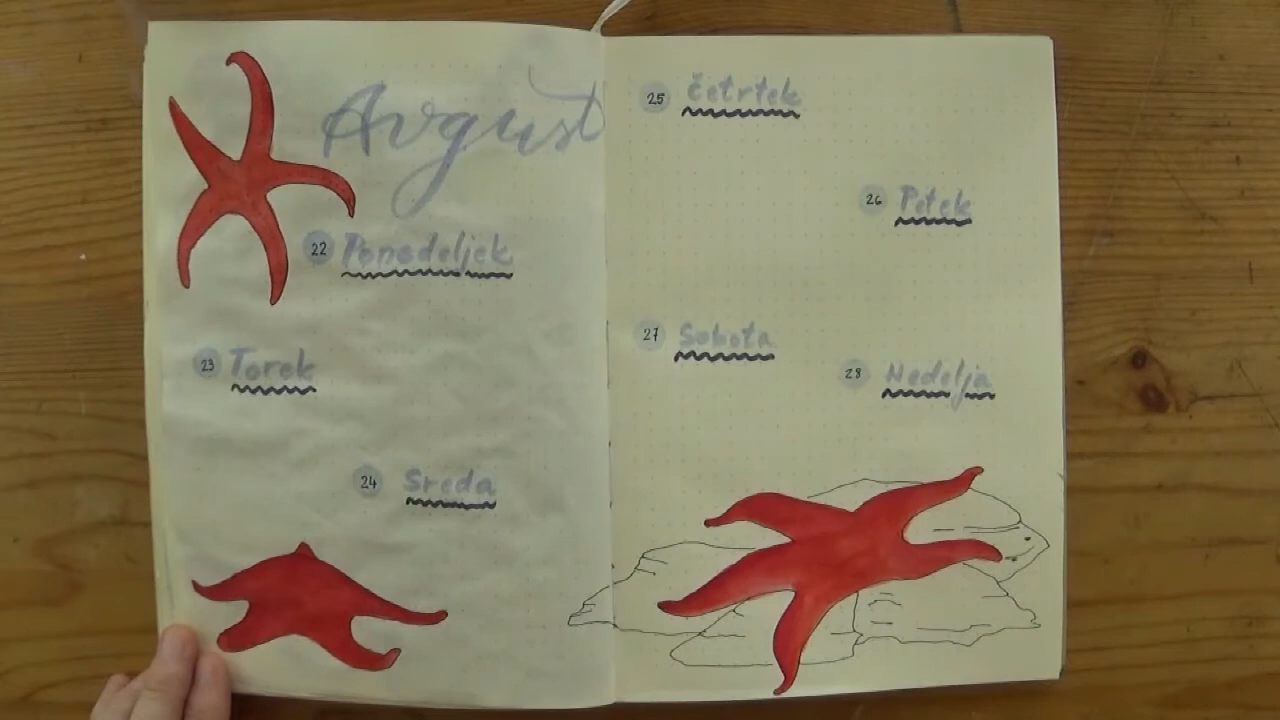 Avgust
22 Ponedeljek
23 Torek
24 Sreda
25 četrtek
26 Petek
27 Sobota
28 Nedelja